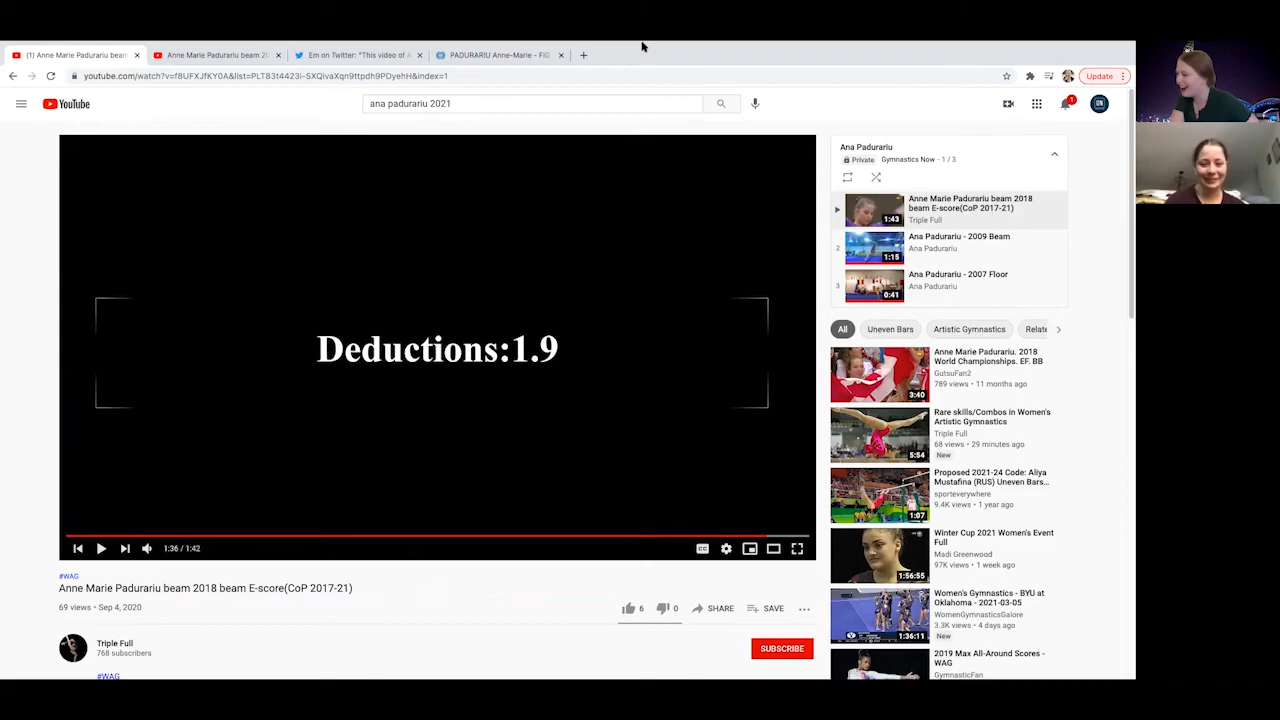 (1) Anne Marie Padurariu beam
Anne Marie Padurariu beam 20
Em on Twitter: "This video of A
PADURARIU Anne-Marie - FIG
youtube.com/watch?v=f8UFXJfKY0A&list=PLT83t4423i-SXQivaXqn9ttpdh9PDyehH&index=1
Update
YouTube
ana padurariu 2021
1
GN
Deductions:1.9
1:36 / 1:42
#WAG
Anne Marie Padurariu beam 2018 beam E-score(CoP 2017-21)
69 views • Sep 4, 2020
6
0
SHARE
SAVE
Triple Full
768 subscribers
SUBSCRIBE
#WAG
Ana Padurariu
Private
Gymnastics Now - 1 / 3
1:43
Anne Marie Padurariu beam 2018
beam E-score(CoP 2017-21)
Triple Full
2
1:15
Ana Padurariu - 2009 Beam
Ana Padurariu
3
0:41
Ana Padurariu - 2007 Floor
Ana Padurariu
All
Uneven Bars
Artistic Gymnastics
Relate
3:40
Anne Marie Padurariu. 2018
World Championships. EF. BB
GutsuFan2
789 views • 11 months ago
5:54
Rare skills/Combos in Women's
Artistic Gymnastics
Triple Full
68 views • 29 minutes ago
New
1:07
Proposed 2021-24 Code: Aliya
Mustafina (RUS) Uneven Bars...
sporteverywhere
9.4K views • 1 year ago
1:56:55
Winter Cup 2021 Women's Event
Full
Madi Greenwood
97K views • 1 week ago
1:36:11
Women's Gymnastics - BYU at
Oklahoma - 2021-03-05
WomenGymnasticsGalore
3.3K views • 4 days ago
New
2019 Max All-Around Scores -
WAG
GymnasticFan